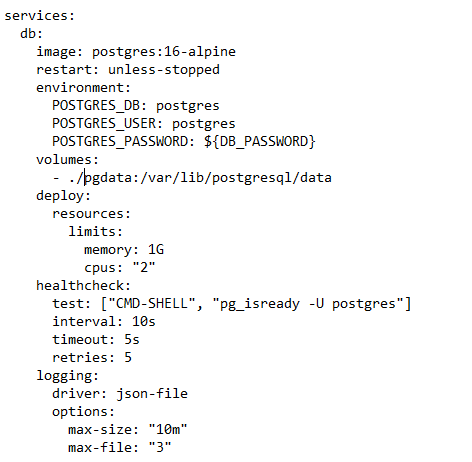 services:
  db:
    image: postgres:16-alpine
    restart: unless-stopped
    environment:
      POSTGRES_DB: postgres
      POSTGRES_USER: postgres
      POSTGRES_PASSWORD: ${DB_PASSWORD}
    volumes:
      - ./pgdata:/var/lib/postgresql/data
    deploy:
      resources:
        limits:
          memory: 1G
          cpus: "2"
    healthcheck:
      test: ["CMD-SHELL", "pg_isready -U postgres"]
      interval: 10s
      timeout: 5s
      retries: 5
    logging:
      driver: json-file
      options:
        max-size: "10m"
        max-file: "3"